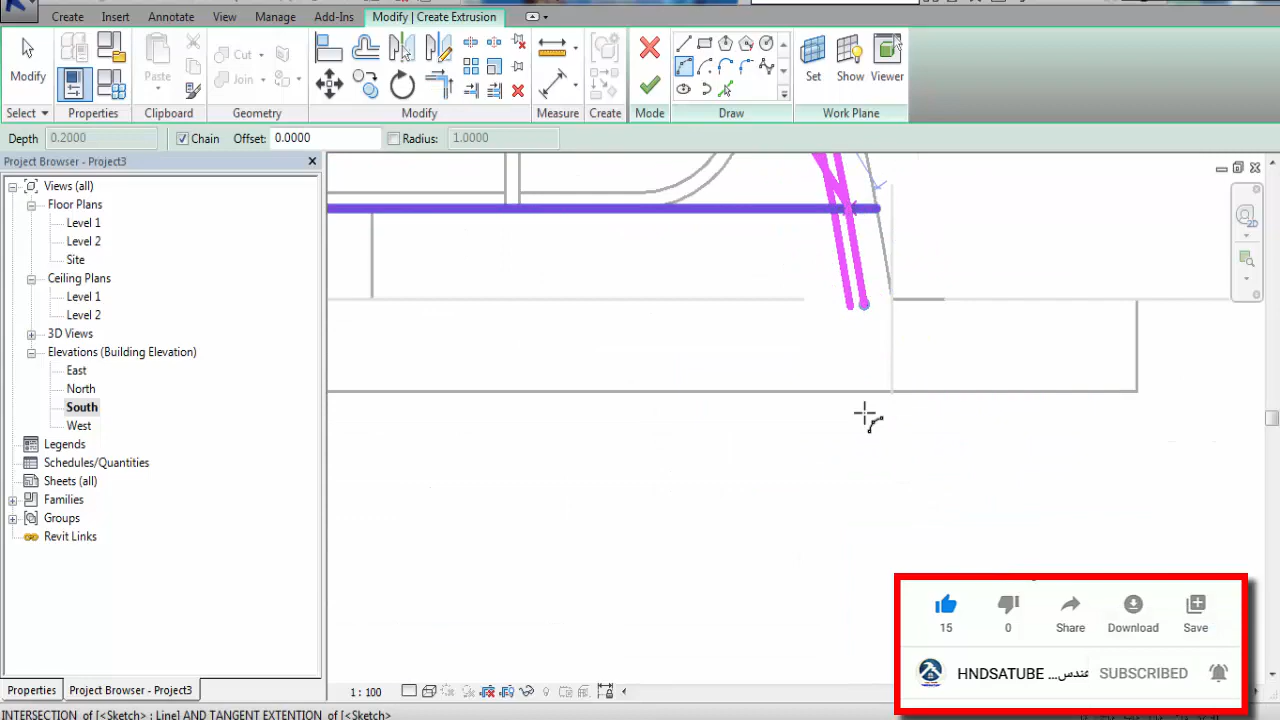 Create Insert Annotate View Manage Add-Ins Modify | Create Extrusion
Modify Paste Cut Join Set Show Viewer
Select Properties Clipboard Geometry Modify Measure Create Mode Draw Work Plane
Depth 0.2000 Chain Offset: 0.0000 Radius: 1.0000
Project Browser - Project3
Views (all)
Floor Plans
Level 1
Level 2
Site
Ceiling Plans
Level 1
Level 2
3D Views
Elevations (Building Elevation)
East
North
South
West
Legends
Schedules/Quantities
Sheets (all)
Families
Groups
Revit Links
2D
15 0 Share Download Save
HNDSATUBE ...هندس SUBSCRIBED
Properties Project Browser - Project3 1 : 100
INTERSECTION of [<Sketch> : Line] AND TANGENT EXTENTION of [<Sketch>